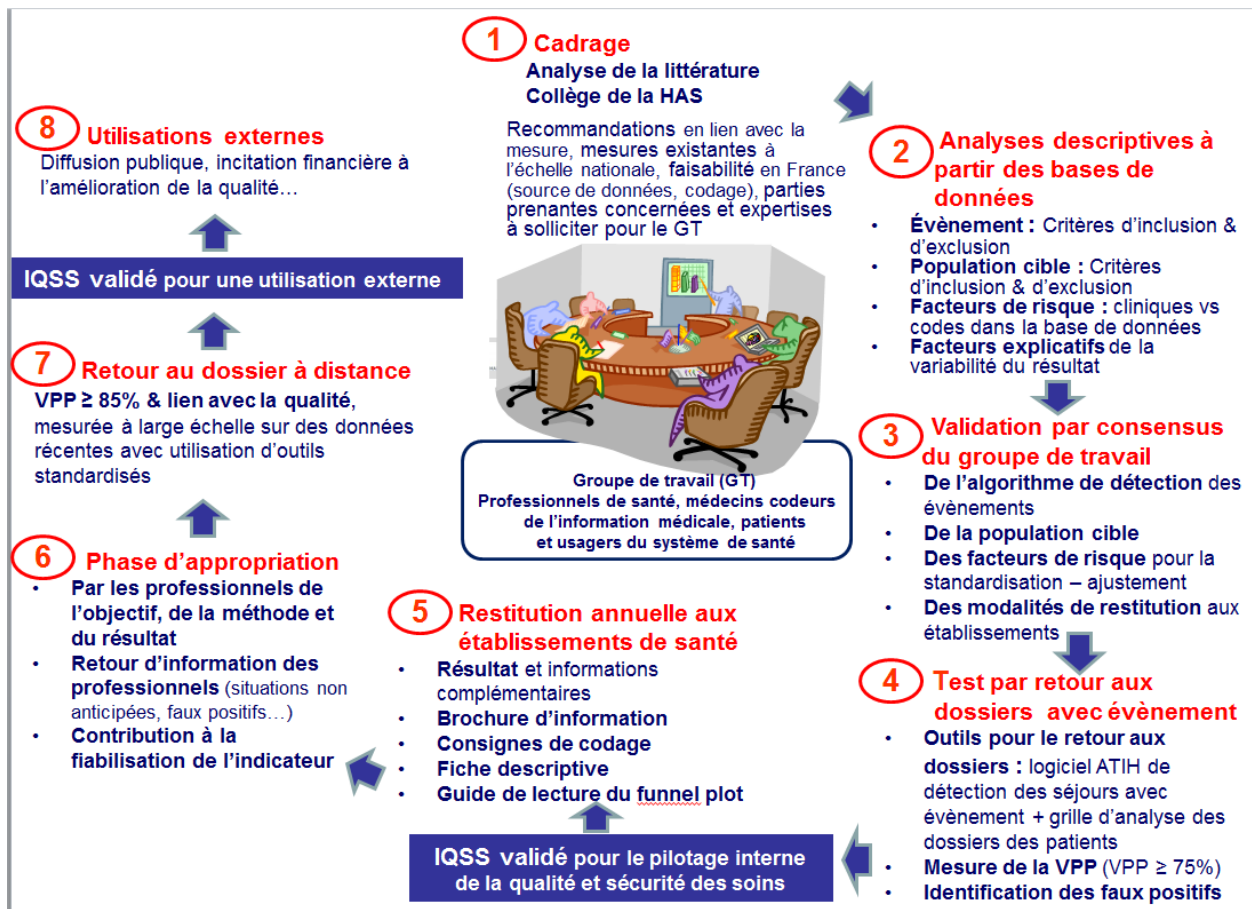 1 Cadrage
Analyse de la littérature
Collège de la HAS
Recommandations en lien avec la
mesure, mesures existantes à
l'échelle nationale, faisabilité en France
(source de données, codage), parties
prenantes concernées et expertises
à solliciter pour le GT
Groupe de travail (GT)
Professionnels de santé, médecins codeurs
de l'information médicale, patients
et usagers du système de santé
2 Analyses descriptives à
partir des bases de
données
• Évènement : Critères d'inclusion &
d'exclusion
• Population cible : Critères
d'inclusion & d'exclusion
• Facteurs de risque : cliniques vs
codes dans la base de données
• Facteurs explicatifs de la
variabilité du résultat
3 Validation par consensus
du groupe de travail
• De l'algorithme de détection des
évènements
• De la population cible
• Des facteurs de risque pour la
standardisation – ajustement
• Des modalités de restitution aux
établissements
4 Test par retour aux
dossiers avec évènement
• Outils pour le retour aux
dossiers : logiciel ATIH de
détection des séjours avec
évènement + grille d'analyse des
dossiers des patients
• Mesure de la VPP (VPP ≥ 75%)
• Identification des faux positifs
IQSS validé pour le pilotage interne
de la qualité et sécurité des soins
5 Restitution annuelle aux
établissements de santé
• Résultat et informations
complémentaires
• Brochure d'information
• Consignes de codage
• Fiche descriptive
• Guide de lecture du funnel plot
6 Phase d'appropriation
• Par les professionnels de
l'objectif, de la méthode et
du résultat
• Retour d'information des
professionnels (situations non
anticipées, faux positifs…)
• Contribution à la
fiabilisation de l'indicateur
7 Retour au dossier à distance
VPP ≥ 85% & lien avec la qualité,
mesurée à large échelle sur des données
récentes avec utilisation d'outils
standardisés
IQSS validé pour une utilisation externe
8 Utilisations externes
Diffusion publique, incitation financière à
l'amélioration de la qualité…